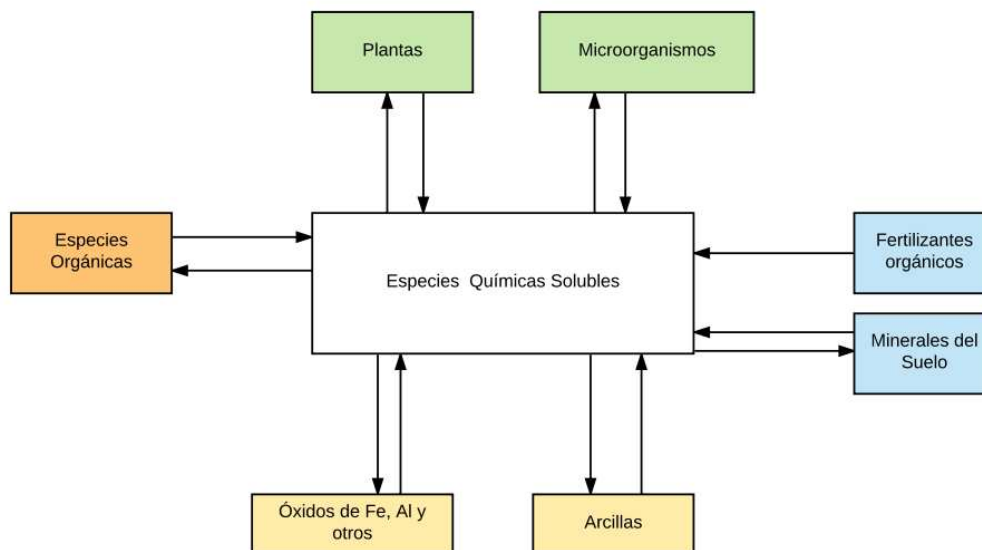 Plantas
Microorganismos
Especies
Orgánicas
Especies Químicas Solubles
Fertilizantes
orgánicos
Minerales del
Suelo
Óxidos de Fe, Al y
otros
Arcillas